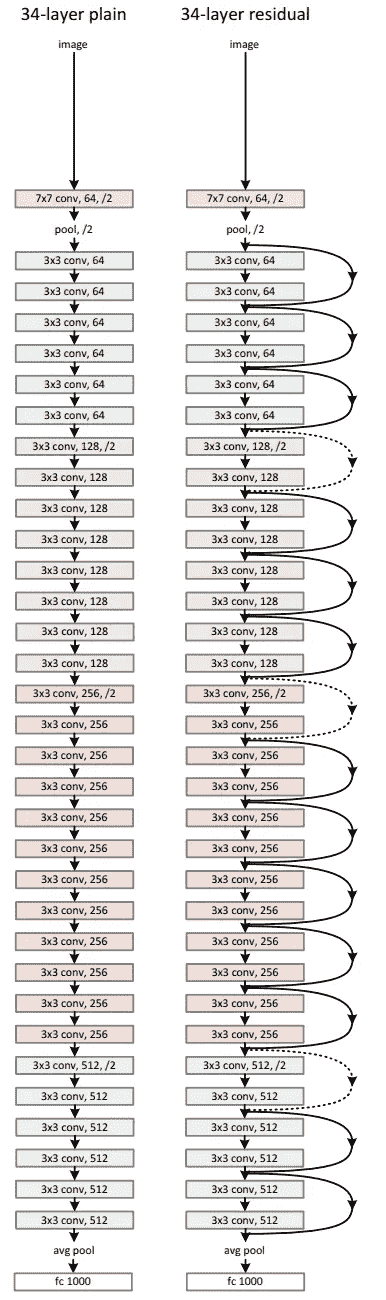 34-layer plain
image
7x7 conv, 64, /2
pool, /2
3x3 conv, 64
3x3 conv, 64
3x3 conv, 64
3x3 conv, 64
3x3 conv, 64
3x3 conv, 64
3x3 conv, 128, /2
3x3 conv, 128
3x3 conv, 128
3x3 conv, 128
3x3 conv, 128
3x3 conv, 128
3x3 conv, 128
3x3 conv, 128
3x3 conv, 256, /2
3x3 conv, 256
3x3 conv, 256
3x3 conv, 256
3x3 conv, 256
3x3 conv, 256
3x3 conv, 256
3x3 conv, 256
3x3 conv, 256
3x3 conv, 256
3x3 conv, 256
3x3 conv, 256
3x3 conv, 512, /2
3x3 conv, 512
3x3 conv, 512
3x3 conv, 512
3x3 conv, 512
3x3 conv, 512
avg pool
fc 1000
34-layer residual
image
7x7 conv, 64, /2
pool, /2
3x3 conv, 64
3x3 conv, 64
3x3 conv, 64
3x3 conv, 64
3x3 conv, 64
3x3 conv, 64
3x3 conv, 128, /2
3x3 conv, 128
3x3 conv, 128
3x3 conv, 128
3x3 conv, 128
3x3 conv, 128
3x3 conv, 128
3x3 conv, 128
3x3 conv, 256, /2
3x3 conv, 256
3x3 conv, 256
3x3 conv, 256
3x3 conv, 256
3x3 conv, 256
3x3 conv, 256
3x3 conv, 256
3x3 conv, 256
3x3 conv, 256
3x3 conv, 256
3x3 conv, 256
3x3 conv, 512, /2
3x3 conv, 512
3x3 conv, 512
3x3 conv, 512
3x3 conv, 512
3x3 conv, 512
avg pool
fc 1000